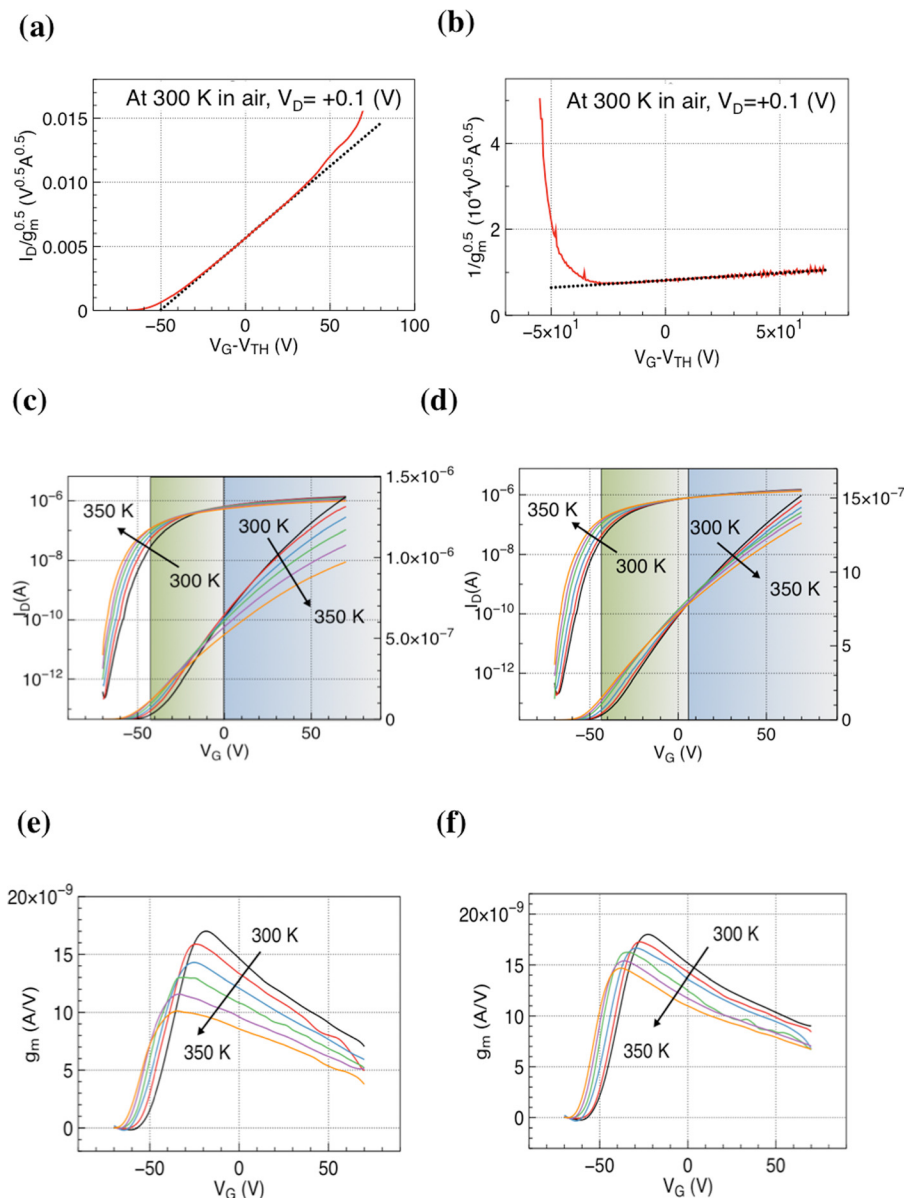 (a)
(b)
At 300 K in air, V_D= +0.1 (V)
I_D/g_m^0.5 (V^0.5A^0.5)
0.015
0.010
0.005
0
−50
0
50
100
V_G-V_TH (V)
At 300 K in air, V_D=+0.1 (V)
1/g_m^0.5 (10^4V^0.5A^0.5)
4
2
0
−5×10^1
0
5×10^1
V_G-V_TH (V)
(c)
(d)
I_D(A)
10^-6
10^-8
10^-10
10^-12
350 K
300 K
300 K
350 K
1.5×10^-6
1.0×10^-6
5.0×10^-7
0
−50
0
50
V_G (V)
I_D(A)
10^-6
10^-8
10^-10
10^-12
350 K
300 K
300 K
350 K
15×10^-7
10
5
0
−50
0
50
V_G (V)
(e)
(f)
g_m (A/V)
20×10^-9
15
10
5
0
300 K
350 K
−50
0
50
V_G (V)
g_m (A/V)
20×10^-9
15
10
5
0
300 K
350 K
−50
0
50
V_G (V)